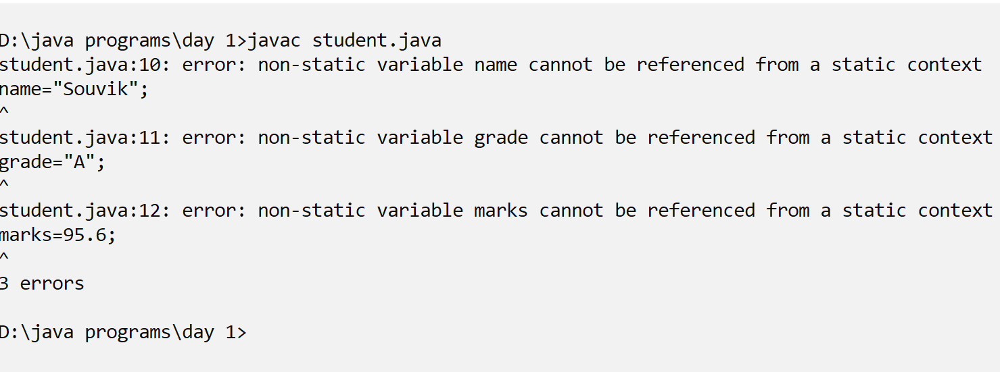 D:\java programs\day 1>javac student.java
student.java:10: error: non-static variable name cannot be referenced from a static context
name="Souvik";
^
student.java:11: error: non-static variable grade cannot be referenced from a static context
grade="A";
^
student.java:12: error: non-static variable marks cannot be referenced from a static context
marks=95.6;
^
3 errors
D:\java programs\day 1>